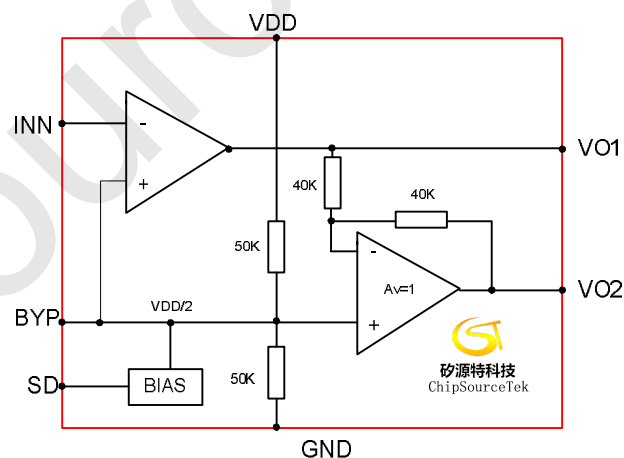 VDD
INN
-
+
VO1
40K
40K
50K
-
Av=1
+
VO2
BYP
VDD/2
SD
BIAS
50K
矽源特科技
ChipSourceTek
GND